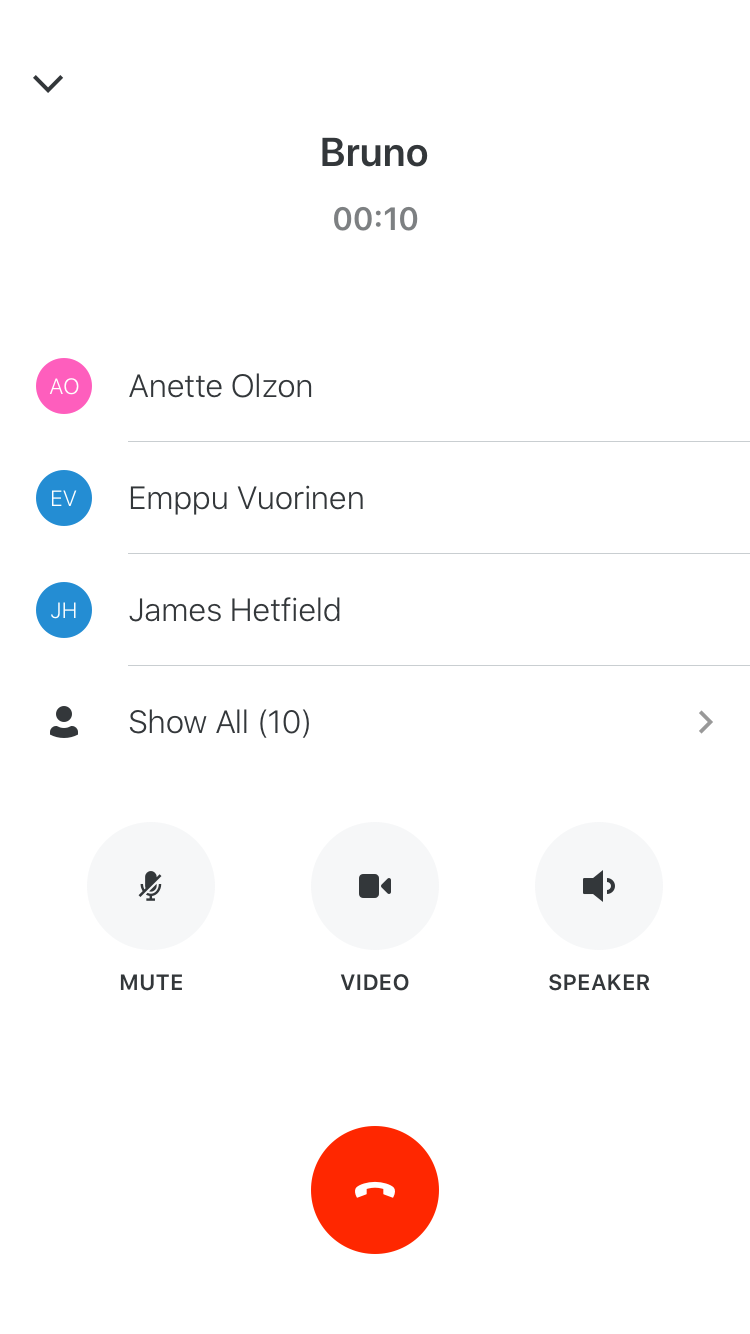 Bruno
00:10
AO Anette Olzon
EV Emppu Vuorinen
JH James Hetfield
Show All (10)
MUTE VIDEO SPEAKER